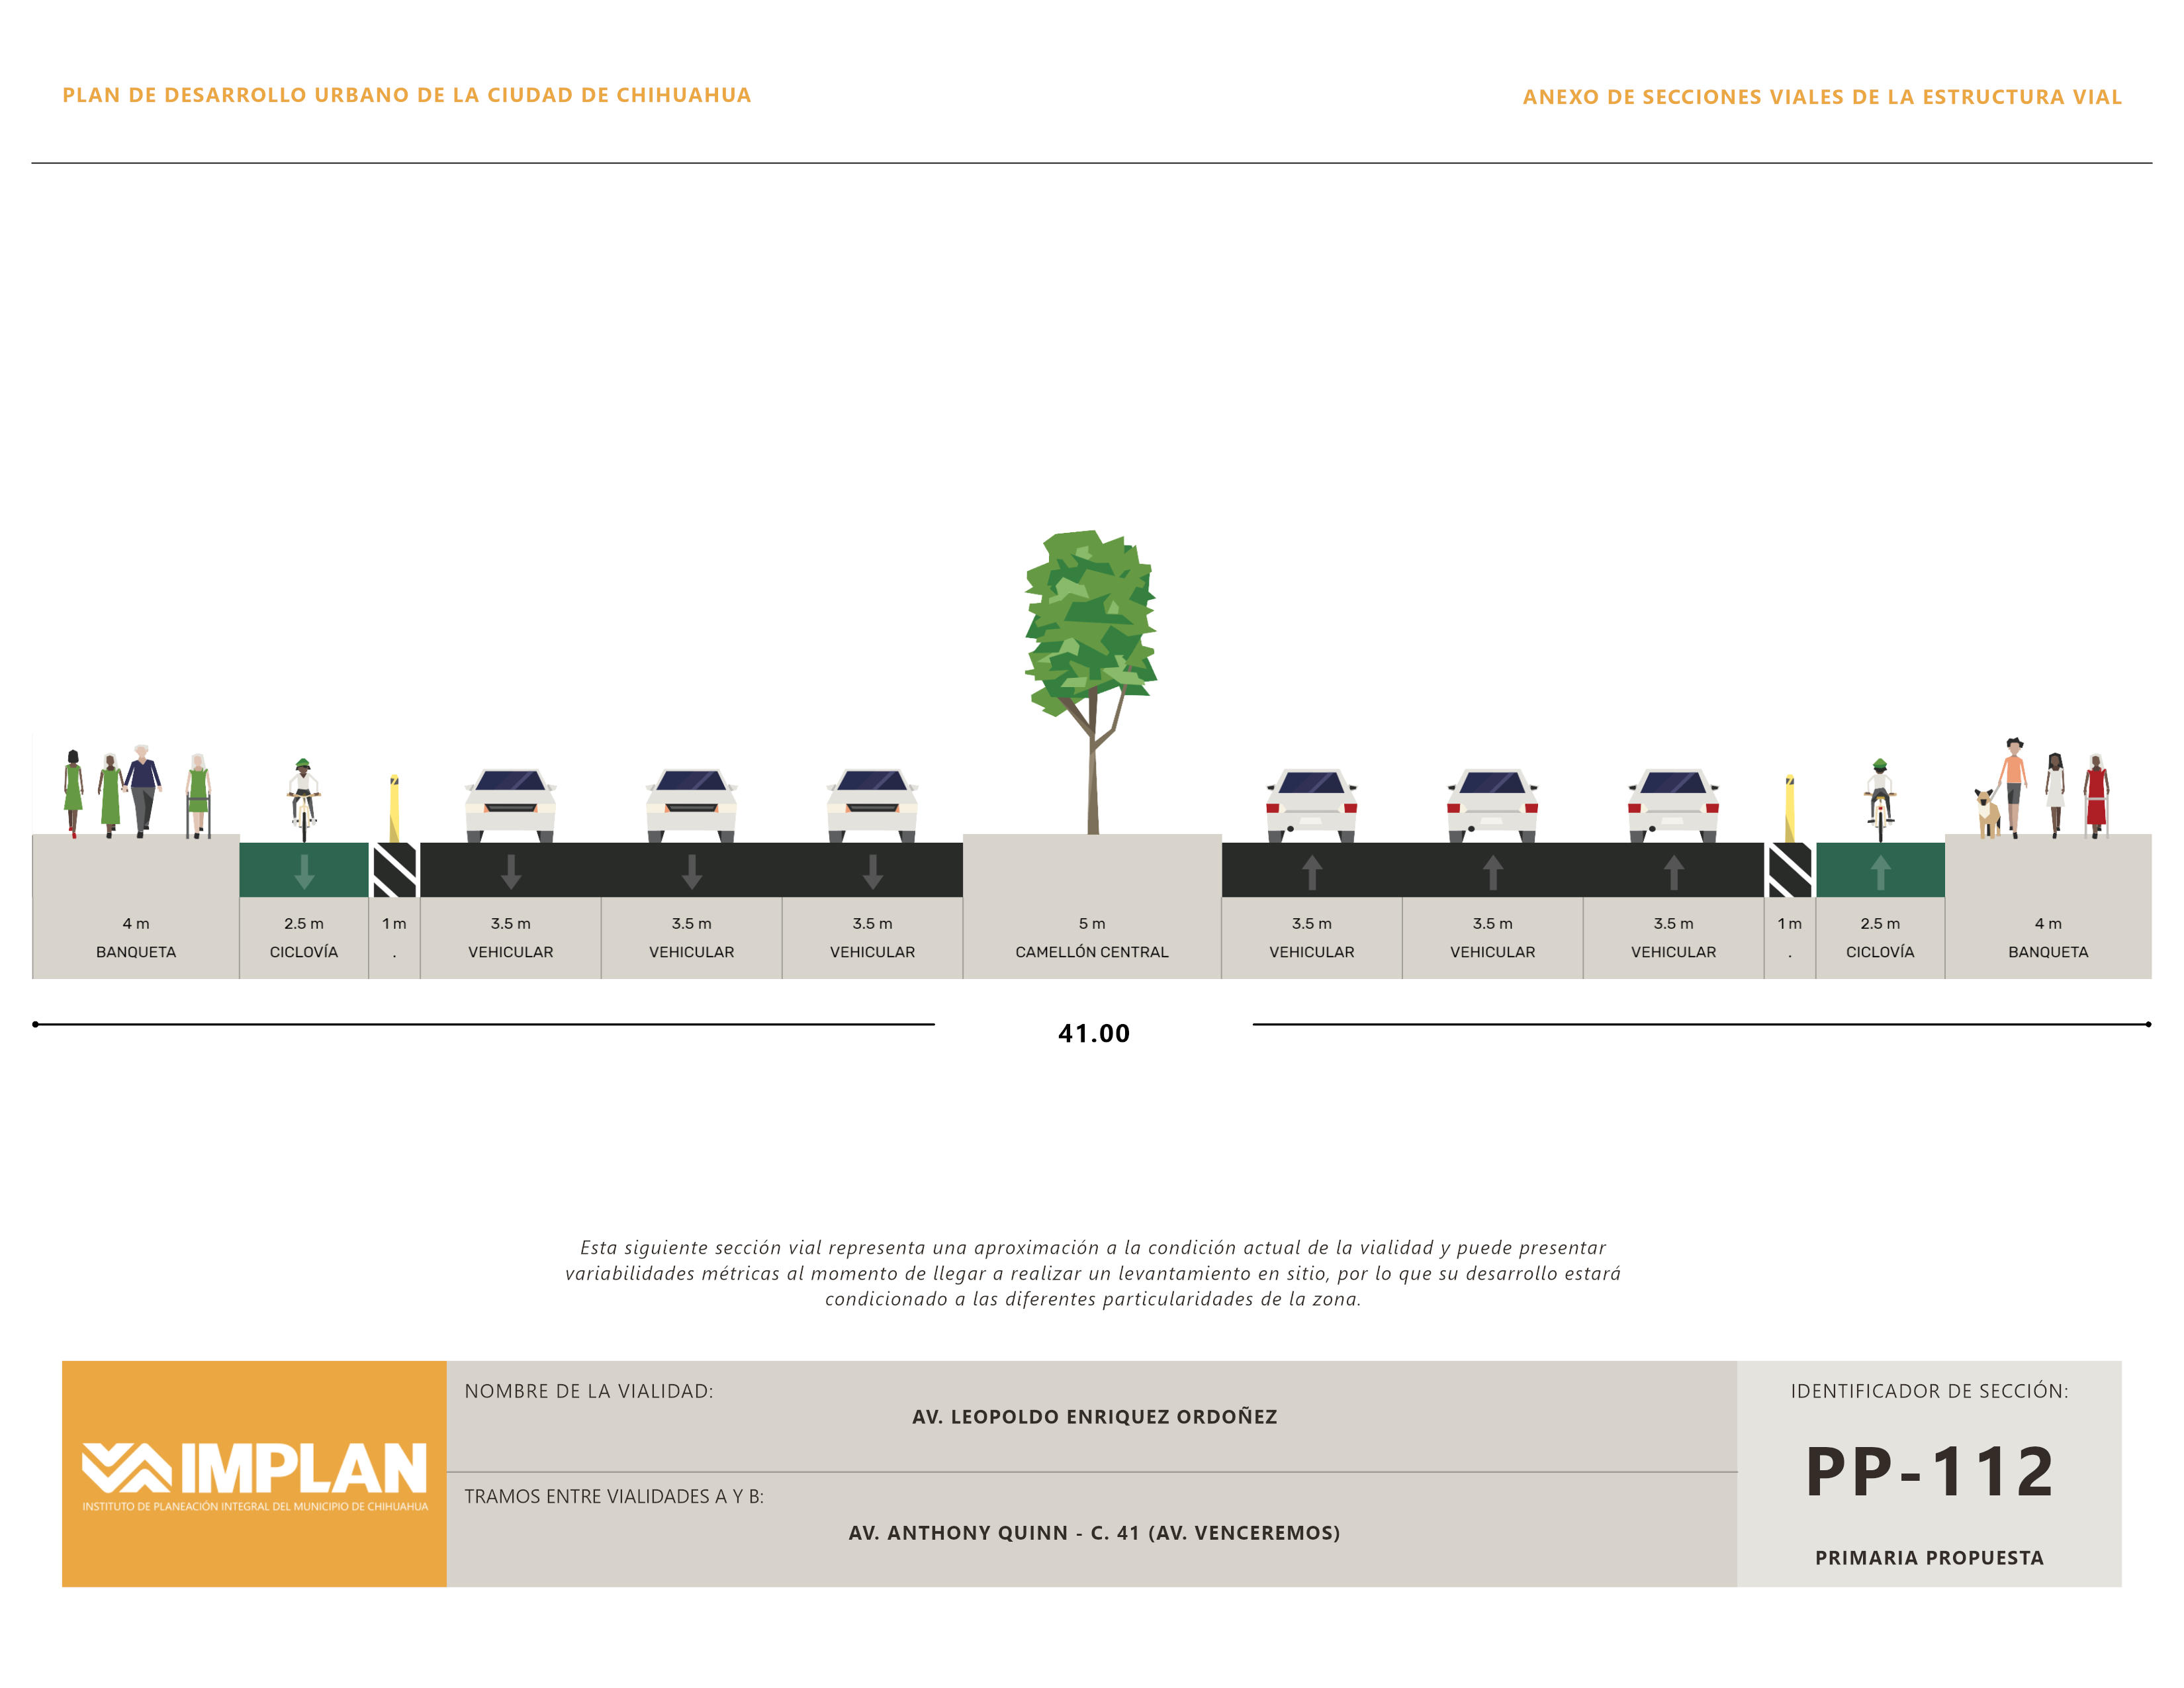 PLAN DE DESARROLLO URBANO DE LA CIUDAD DE CHIHUAHUA
ANEXO DE SECCIONES VIALES DE LA ESTRUCTURA VIAL
4 m 2.5 m 1 m 3.5 m 3.5 m 3.5 m 5 m 3.5 m 3.5 m 3.5 m 1 m 2.5 m 4 m
BANQUETA CICLOVÍA . VEHICULAR VEHICULAR VEHICULAR CAMELLÓN CENTRAL VEHICULAR VEHICULAR VEHICULAR . CICLOVÍA BANQUETA
41.00
Esta siguiente sección vial representa una aproximación a la condición actual de la vialidad y puede presentar
variabilidades métricas al momento de llegar a realizar un levantamiento en sitio, por lo que su desarrollo estará
condicionado a las diferentes particularidades de la zona.
IMPLAN
INSTITUTO DE PLANEACIÓN INTEGRAL DEL MUNICIPIO DE CHIHUAHUA
NOMBRE DE LA VIALIDAD:
AV. LEOPOLDO ENRIQUEZ ORDOÑEZ
TRAMOS ENTRE VIALIDADES A Y B:
AV. ANTHONY QUINN - C. 41 (AV. VENCEREMOS)
IDENTIFICADOR DE SECCIÓN:
PP-112
PRIMARIA PROPUESTA